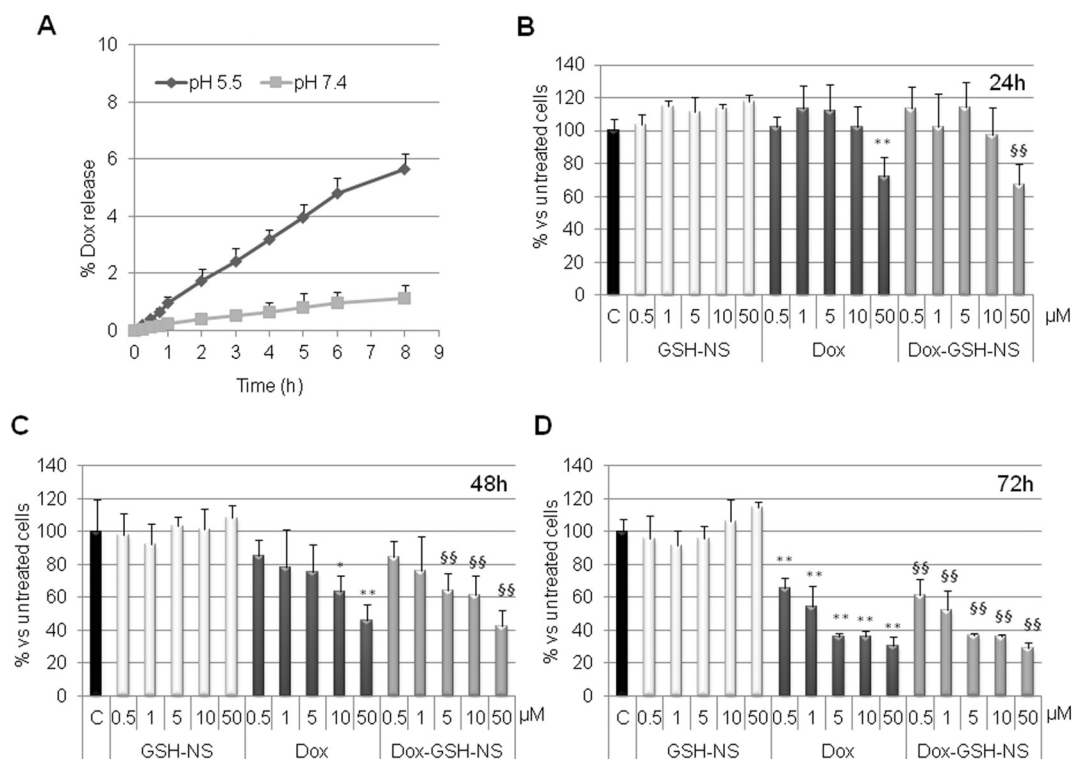 A
10
8
6
4
2
0
% Dox release
pH 5.5 pH 7.4
0 1 2 3 4 5 6 7 8 9
Time (h)
B
140
120
100
80
60
40
20
0
% vs untreated cells
24h
** §§
C 0.5 1 5 10 50 0.5 1 5 10 50 0.5 1 5 10 50 µM
GSH-NS Dox Dox-GSH-NS
C
140
120
100
80
60
40
20
0
% vs untreated cells
48h
* ** §§ §§ §§
C 0.5 1 5 10 50 0.5 1 5 10 50 0.5 1 5 10 50 µM
GSH-NS Dox Dox-GSH-NS
D
140
120
100
80
60
40
20
0
% vs untreated cells
72h
** ** ** ** ** §§ §§ §§ §§ §§
C 0.5 1 5 10 50 0.5 1 5 10 50 0.5 1 5 10 50 µM
GSH-NS Dox Dox-GSH-NS